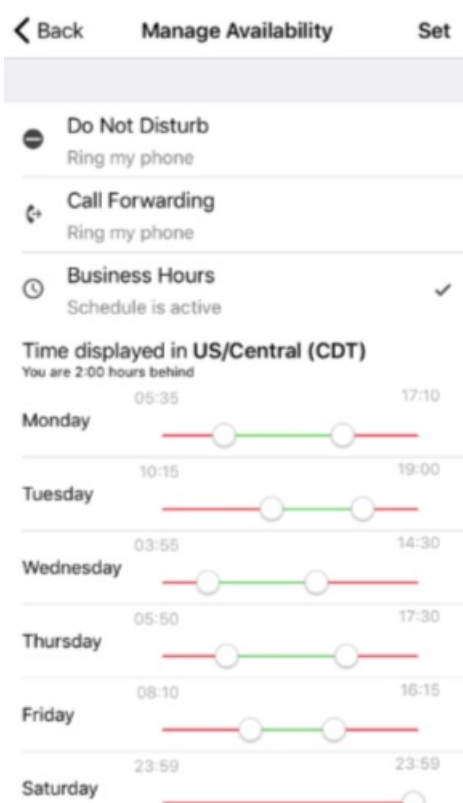 Back Manage Availability Set
Do Not Disturb
Ring my phone
Call Forwarding
Ring my phone
Business Hours
Schedule is active
Time displayed in US/Central (CDT)
You are 2:00 hours behind
05:35 17:10
Monday
10:15 19:00
Tuesday
03:55 14:30
Wednesday
05:50 17:30
Thursday
08:10 16:15
Friday
23:59 23:59
Saturday